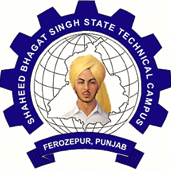 SHAHEED BHAGAT SINGH STATE TECHNICAL CAMPUS
FEROZEPUR, PUNJAB